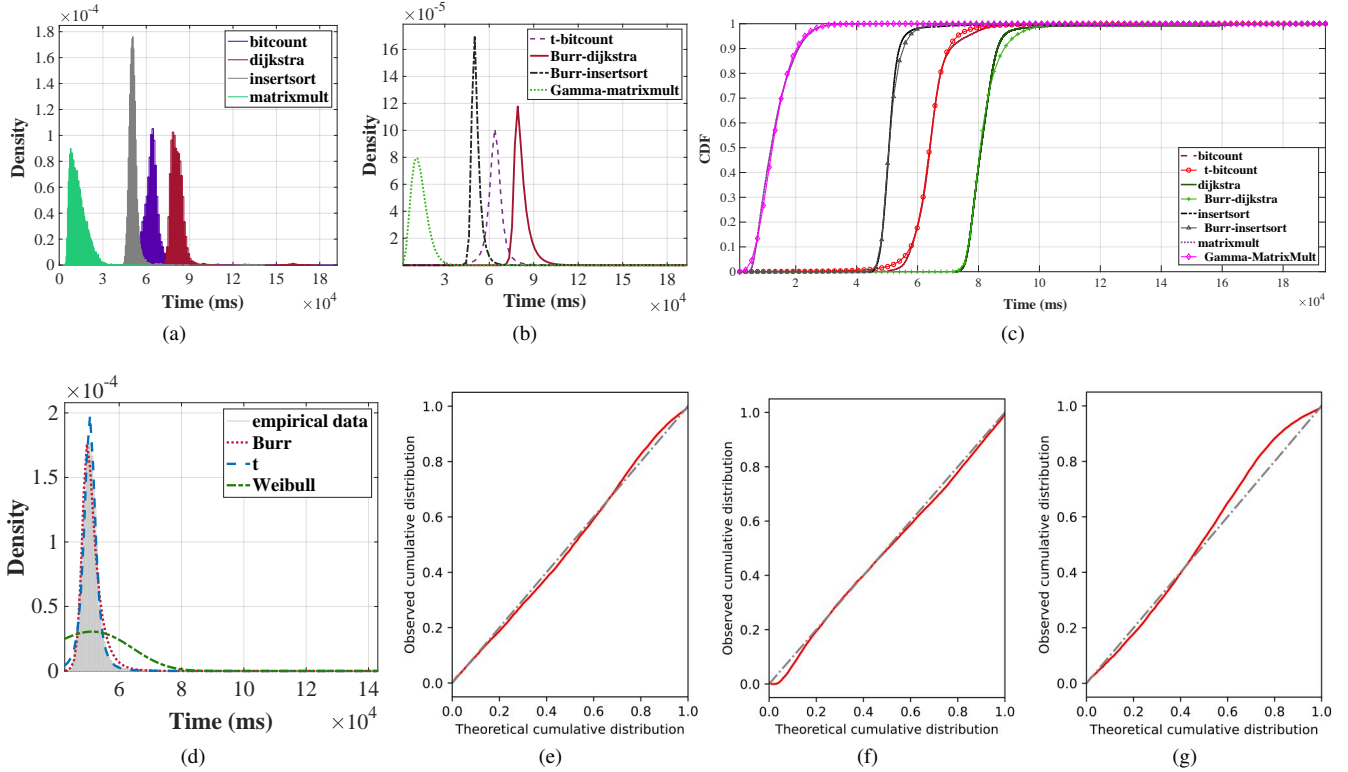 ×10⁻⁴
1.8
1.6
1.4
1.2
1
0.8
0.6
0.4
0.2
0
Density
bitcount
dijkstra
insertsort
matrixmult
0 3 6 9 12 15 19
Time (ms)
×10⁴
(a)
×10⁻⁵
16
14
12
10
8
6
4
2
Density
t-bitcount
Burr-dijkstra
Burr-insertsort
Gamma-matrixmult
0 3 6 9 12 15 19
Time (ms)
×10⁴
(b)
1
0.9
0.8
0.7
0.6
0.5
0.4
0.3
0.2
0.1
0
CDF
bitcount
t-bitcount
dijkstra
Burr-dijkstra
insertsort
Burr-insertsort
matrixmult
Gamma-MatrixMult
2 4 6 8 10 12 14 16 18
Time (ms)
×10⁴
(c)
×10⁻⁴
2
1.5
1
0.5
0
Density
empirical data
Burr
t
Weibull
6 8 10 12 14
Time (ms)
×10⁴
(d)
1.0
0.8
0.6
0.4
0.2
0.0
Observed cumulative distribution
0.0 0.2 0.4 0.6 0.8 1.0
Theoretical cumulative distribution
(e)
1.0
0.8
0.6
0.4
0.2
0.0
Observed cumulative distribution
0.0 0.2 0.4 0.6 0.8 1.0
Theoretical cumulative distribution
(f)
1.0
0.8
0.6
0.4
0.2
0.0
Observed cumulative distribution
0.0 0.2 0.4 0.6 0.8 1.0
Theoretical cumulative distribution
(g)